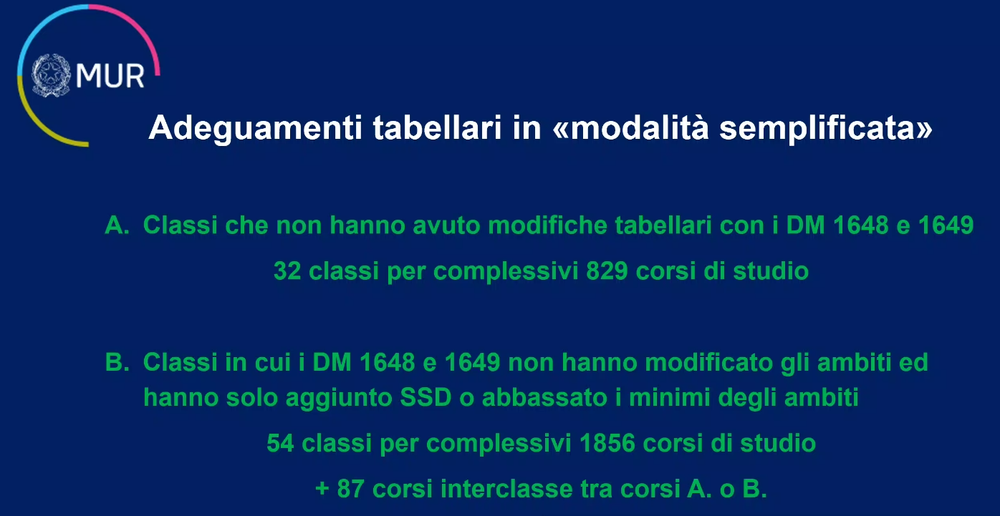 MUR
Adeguamenti tabellari in «modalità semplificata»
A. Classi che non hanno avuto modifiche tabellari con i DM 1648 e 1649
32 classi per complessivi 829 corsi di studio
B. Classi in cui i DM 1648 e 1649 non hanno modificato gli ambiti ed
hanno solo aggiunto SSD o abbassato i minimi degli ambiti
54 classi per complessivi 1856 corsi di studio
+ 87 corsi interclasse tra corsi A. o B.